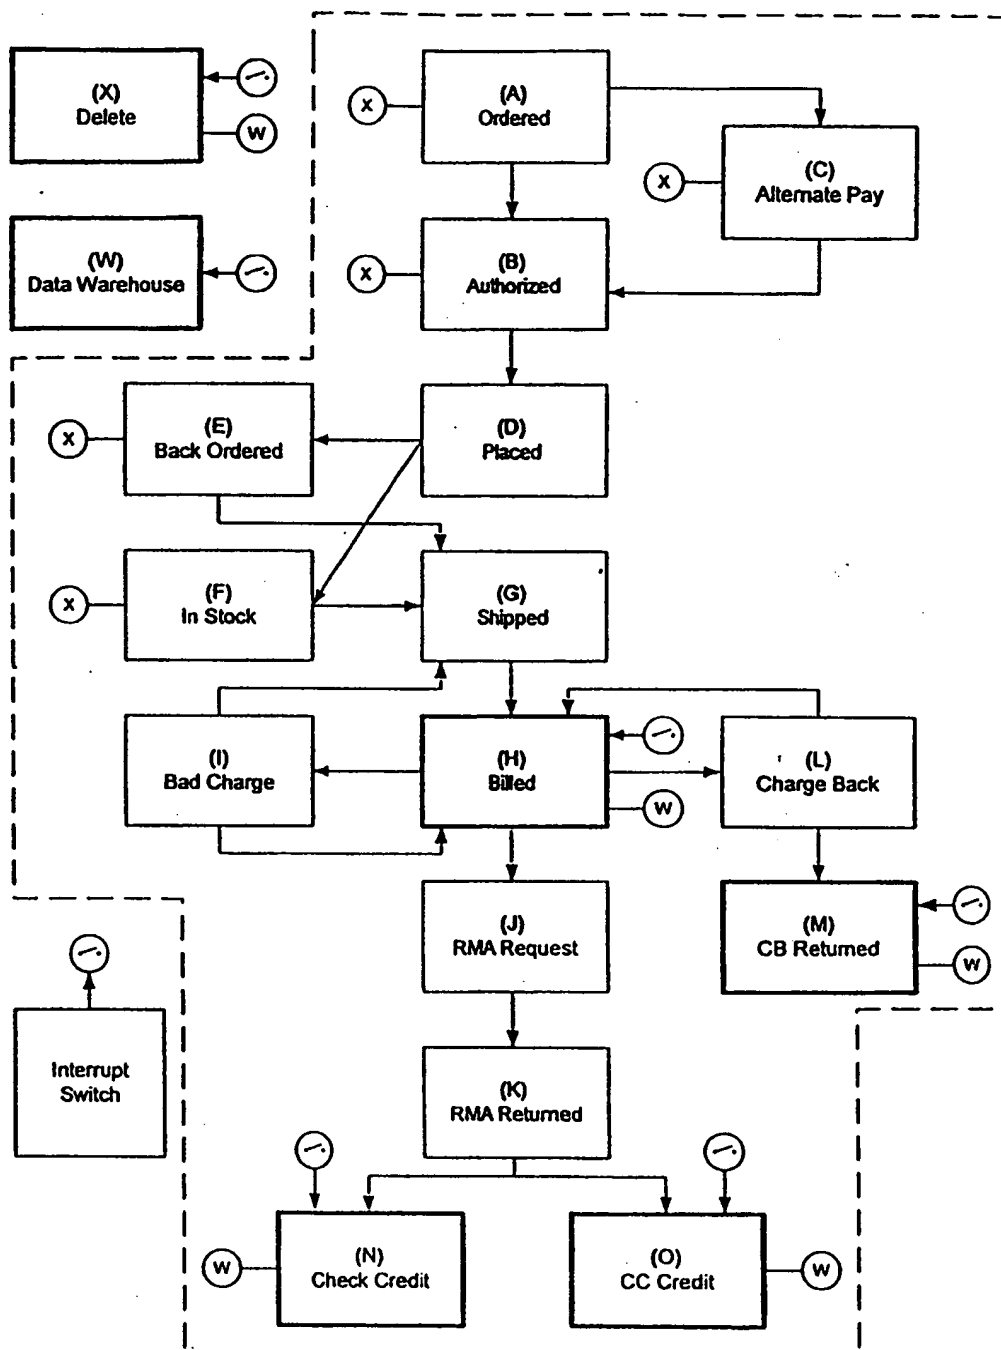 (X)
Delete
W
(W)
Data Warehouse
X
(A)
Ordered
X
(C)
Alternate Pay
X
(B)
Authorized
X
(E)
Back Ordered
(D)
Placed
X
(F)
In Stock
(G)
Shipped
(I)
Bad Charge
(H)
Billed
W
(L)
Charge Back
(J)
RMA Request
(M)
CB Returned
W
Interrupt
Switch
(K)
RMA Returned
W
(N)
Check Credit
(O)
CC Credit
W